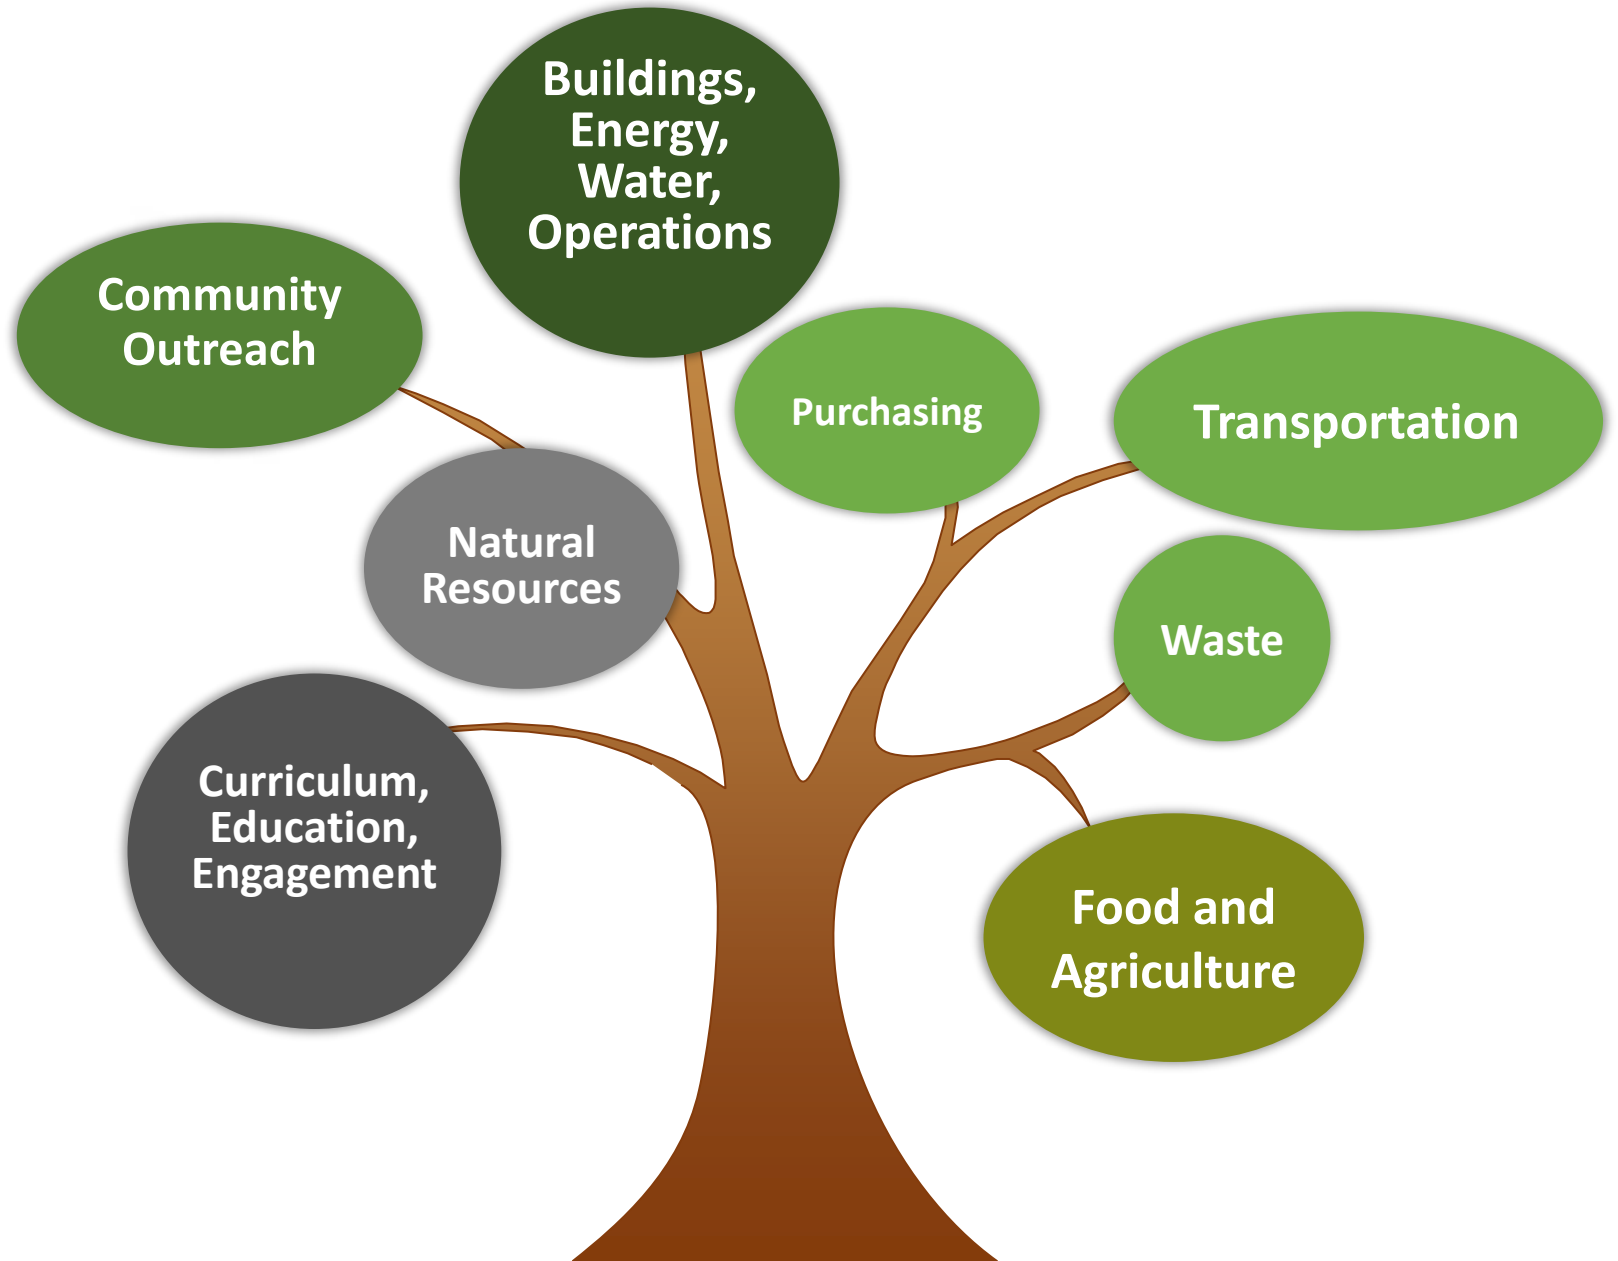 Buildings,
Energy,
Water,
Operations
Community
Outreach
Purchasing
Transportation
Natural
Resources
Waste
Curriculum,
Education,
Engagement
Food and
Agriculture